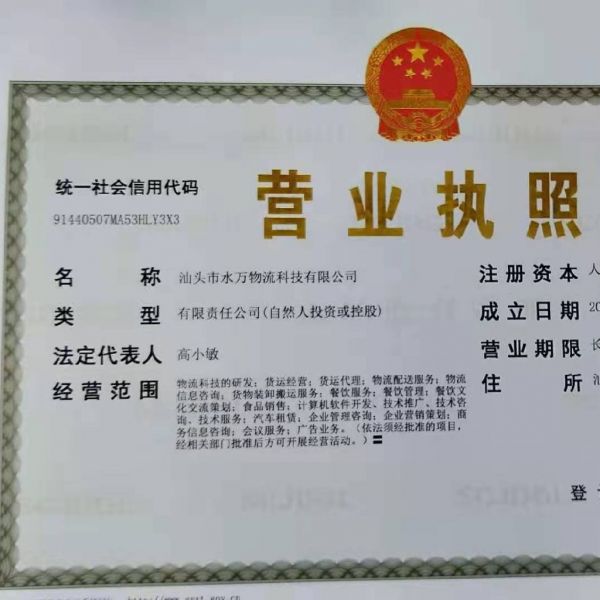 统一社会信用代码
91440507MA53HLY3X3
营业执照
名 称 汕头市水万物流科技有限公司
类 型 有限责任公司(自然人投资或控股)
法定代表人 高小敏
经营范围 物流科技的研发；货运经营；货运代理；物流配送服务；物流
信息咨询；货物装卸搬运服务；餐饮服务；餐饮管理；餐饮文
化交流策划；食品销售；计算机软件开发、技术推广、技术咨
询、技术服务；汽车租赁；企业管理咨询；企业营销策划；商
务信息咨询；会议服务；广告业务。（依法须经批准的项目，
经相关部门批准后方可开展经营活动。）
注册资本 人
成立日期 20
营业期限 长
住 所 汕
登